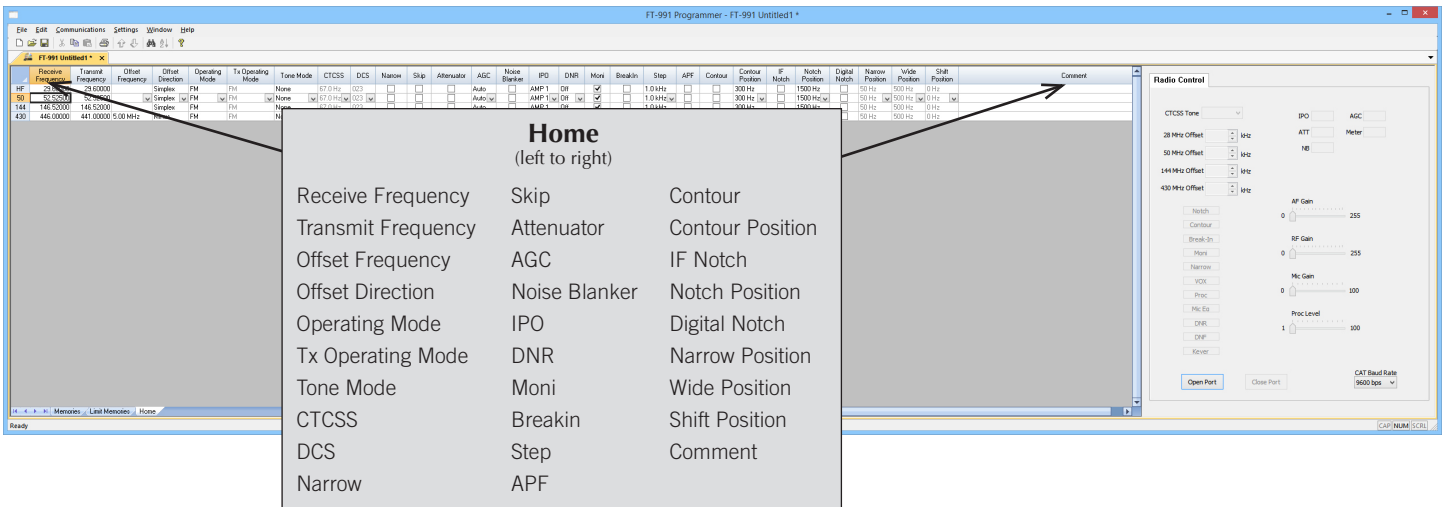 FT-991 Programmer - FT-991 Untitled1 *
File Edit Communications Settings Window Help
FT-991 Untitled1 * ×
Receive Frequency Transmit Frequency Offset Frequency Offset Direction Operating Mode Tx Operating Mode Tone Mode CTCSS DCS Narrow Skip Attenuator AGC Noise Blanker IPO DNR Moni BreakIn Step APF Contour Contour Position IF Notch Notch Position Digital Notch Narrow Position Wide Position Shift Position Comment
HF 29.60000 Simplex FM FM None 67.0 Hz 023 Auto AMP 1 Off 1.0 kHz 300 Hz 1500 Hz 50 Hz 500 Hz 0 Hz
50 52.52500 Simplex FM FM None 67.0 Hz 023 Auto AMP 1 Off 1.0 kHz 300 Hz 1500 Hz 50 Hz 500 Hz 0 Hz
144 146.52000 146.52000 Simplex FM FM None 50 Hz 500 Hz 0 Hz
430 446.00000 441.00000 5.00 MHz FM FM 50 Hz 500 Hz 0 Hz
Home
(left to right)
Receive Frequency
Transmit Frequency
Offset Frequency
Offset Direction
Operating Mode
Tx Operating Mode
Tone Mode
CTCSS
DCS
Narrow
Skip
Attenuator
AGC
Noise Blanker
IPO
DNR
Moni
Breakin
Step
APF
Contour
Contour Position
IF Notch
Notch Position
Digital Notch
Narrow Position
Wide Position
Shift Position
Comment
Radio Control
CTCSS Tone
28 MHz Offset kHz
50 MHz Offset kHz
144 MHz Offset kHz
430 MHz Offset kHz
IPO AGC
ATT Meter
NB
Notch
Contour
Break-In
Moni
Narrow
VOX
Proc
Mic Eq
DNR
DNF
Keyer
AF Gain
0 255
RF Gain
0 255
Mic Gain
0 100
Proc Level
1 100
Open Port Close Port
CAT Baud Rate
9600 bps
Memories Limit Memories Home
Ready
CAP NUM SCRL